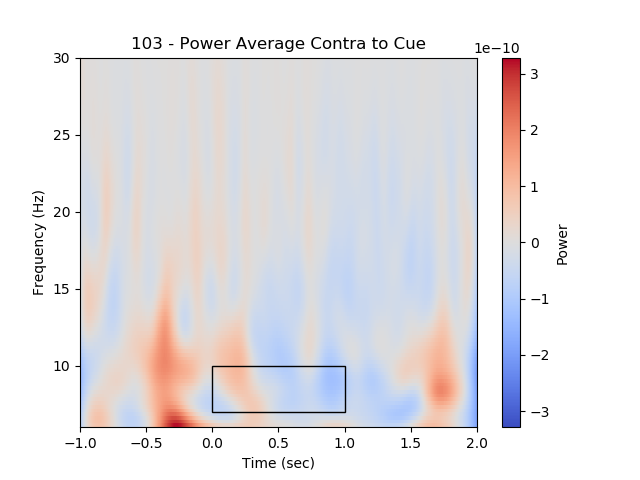 103 - Power Average Contra to Cue
1e−10
30
25
20
15
10
Frequency (Hz)
−1.0 −0.5 0.0 0.5 1.0 1.5 2.0
Time (sec)
3
2
1
0
−1
−2
−3
Power